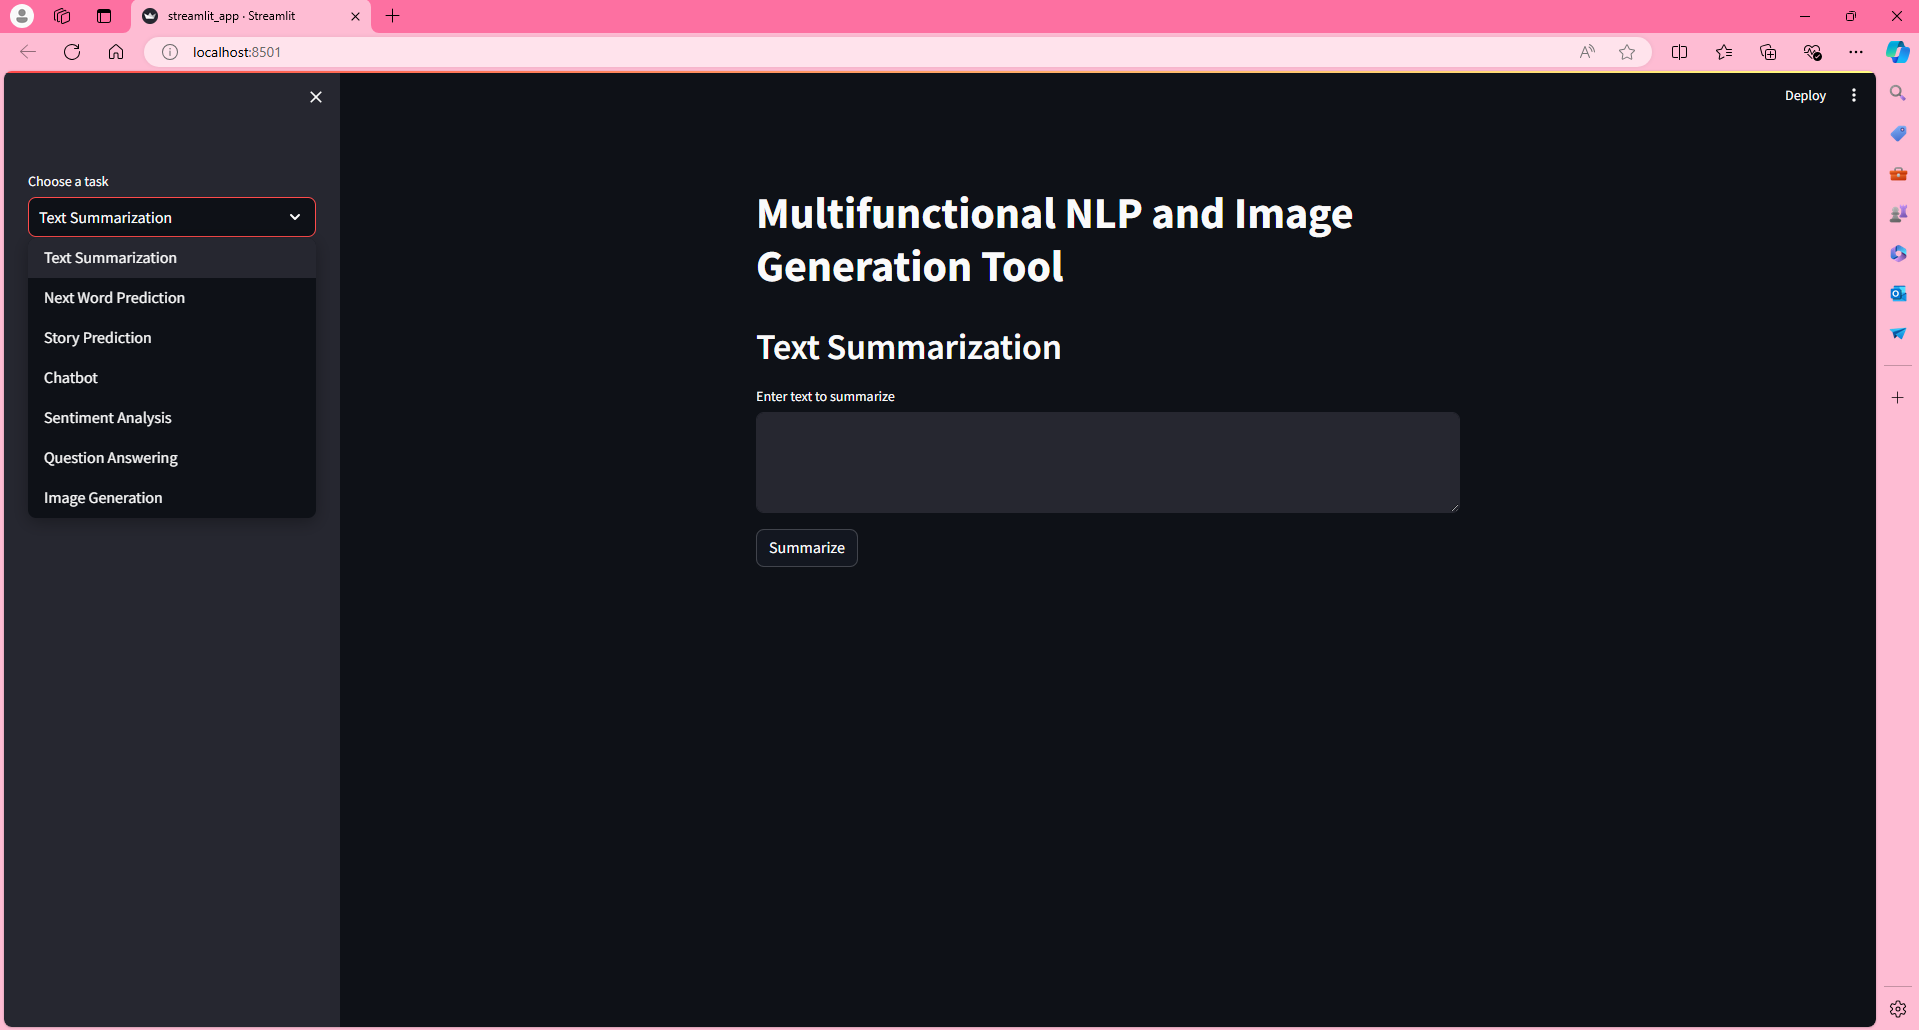 streamlit_app · Streamlit
localhost:8501
Deploy
Choose a task
Text Summarization
Text Summarization
Next Word Prediction
Story Prediction
Chatbot
Sentiment Analysis
Question Answering
Image Generation
Multifunctional NLP and Image
Generation Tool
Text Summarization
Enter text to summarize
Summarize